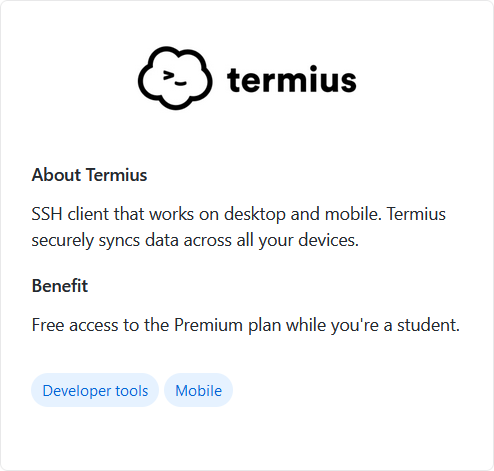 termius
About Termius
SSH client that works on desktop and mobile. Termius
securely syncs data across all your devices.
Benefit
Free access to the Premium plan while you're a student.
Developer tools Mobile